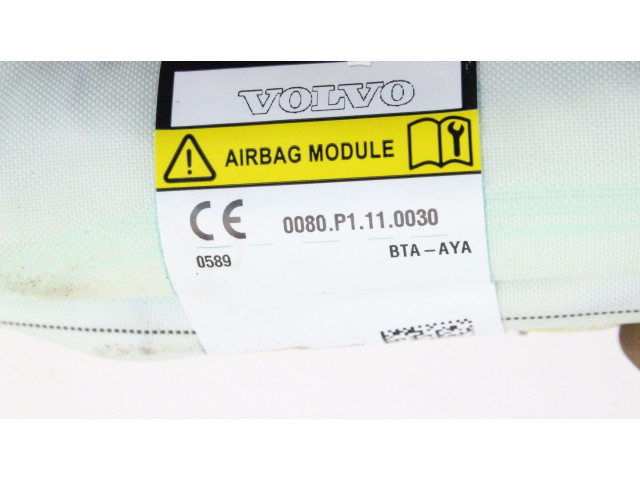 VOLVO
AIRBAG MODULE
CE 0080.P1.11.0030
0589 BTA-AYA